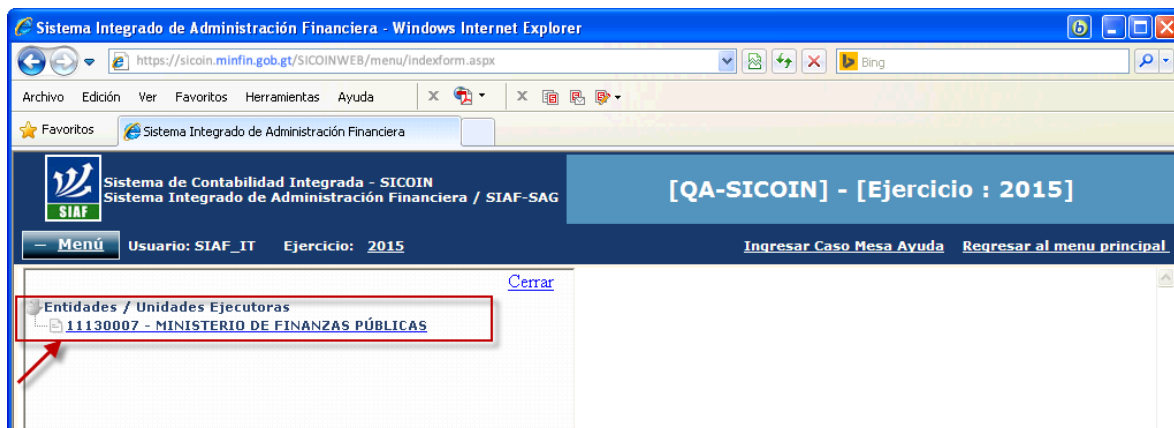 Sistema Integrado de Administración Financiera - Windows Internet Explorer
https://sicoin.minfin.gob.gt/SICOINWEB/menu/indexform.aspx
Bing
Archivo Edición Ver Favoritos Herramientas Ayuda
Favoritos
Sistema Integrado de Administración Financiera
SIAF
Sistema de Contabilidad Integrada - SICOIN
Sistema Integrado de Administración Financiera / SIAF-SAG
[QA-SICOIN] - [Ejercicio : 2015]
— Menú Usuario: SIAF_IT Ejercicio: 2015 Ingresar Caso Mesa Ayuda Regresar al menu principal
Cerrar
Entidades / Unidades Ejecutoras
11130007 - MINISTERIO DE FINANZAS PÚBLICAS